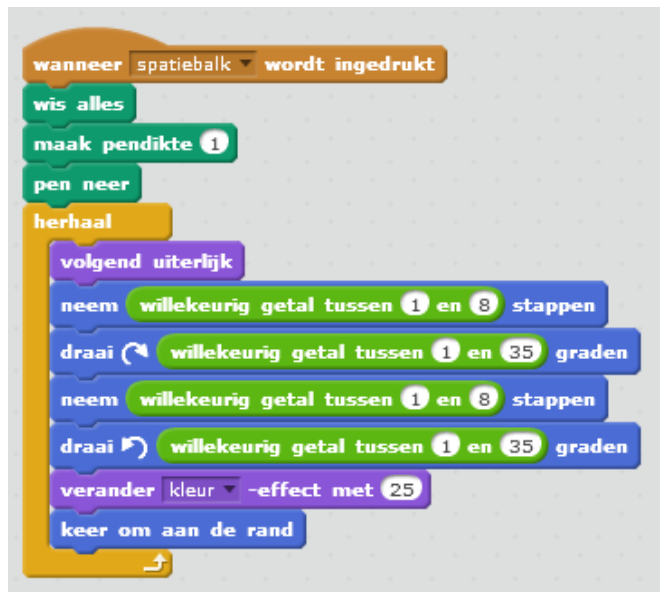 wanneer spatiebalk wordt ingedrukt
wis alles
maak pendikte 1
pen neer
herhaal
volgend uiterlijk
neem willekeurig getal tussen 1 en 8 stappen
draai willekeurig getal tussen 1 en 35 graden
neem willekeurig getal tussen 1 en 8 stappen
draai willekeurig getal tussen 1 en 35 graden
verander kleur -effect met 25
keer om aan de rand